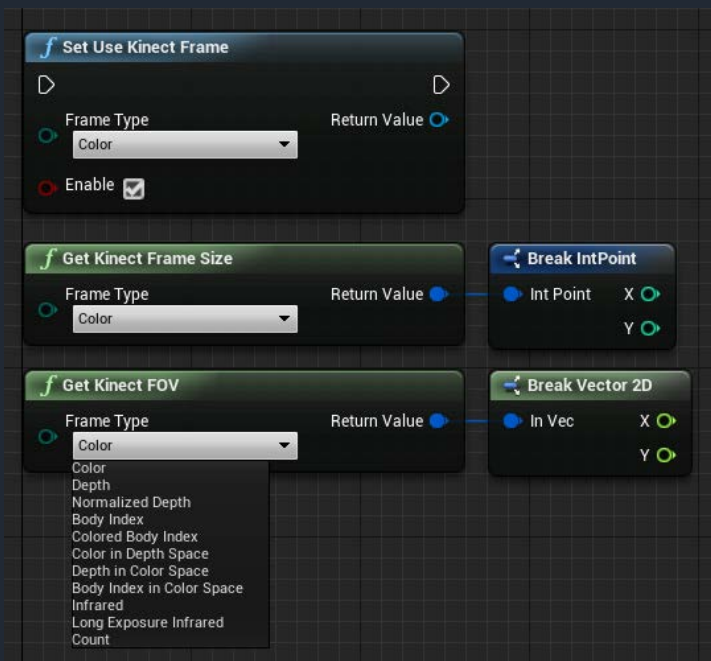 Set Use Kinect Frame
Frame Type Return Value
Color
Enable
Get Kinect Frame Size
Frame Type Return Value
Color
Break IntPoint
Int Point X
Y
Get Kinect FOV
Frame Type Return Value
Color
Color
Depth
Normalized Depth
Body Index
Colored Body Index
Color in Depth Space
Depth in Color Space
Body Index in Color Space
Infrared
Long Exposure Infrared
Count
Break Vector 2D
In Vec X
Y